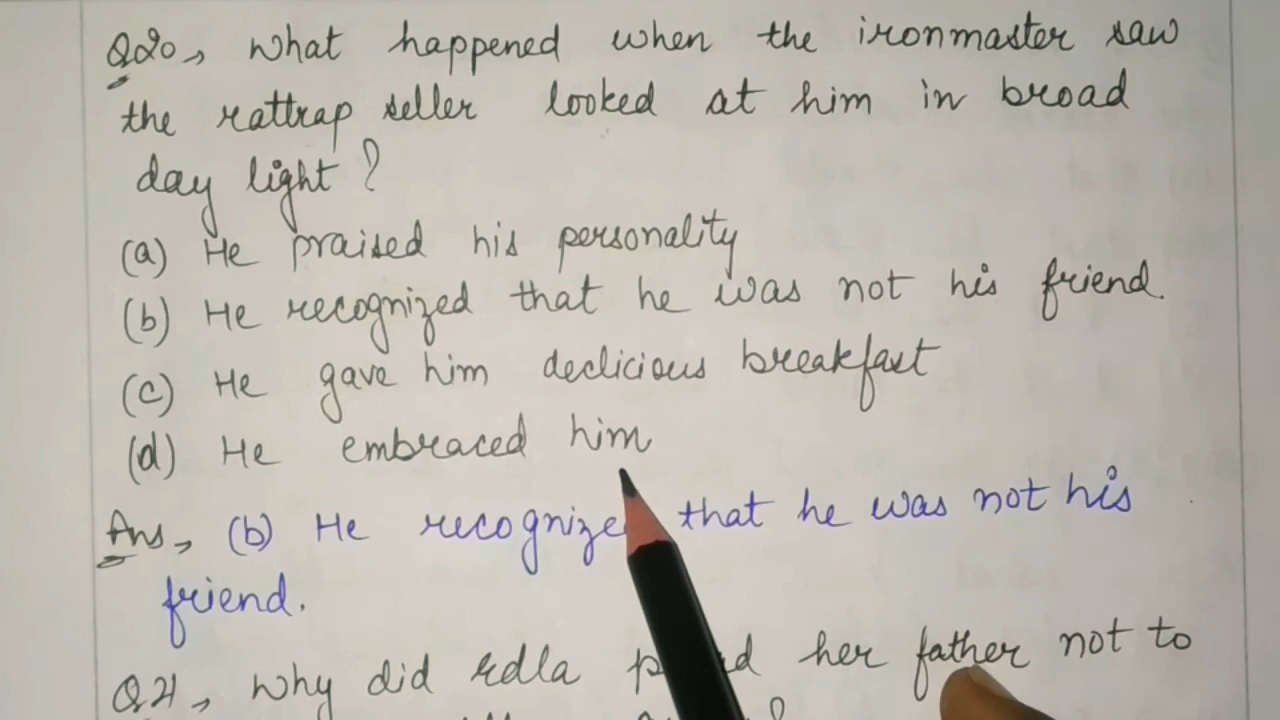 Q20, What happened when the ironmaster saw
the rattrap seller looked at him in broad
day light?
(a) He praised his personality
(b) He recognized that he was not his friend.
(c) He gave him declicious breakfast
(d) He embraced him
Ans, (b) He recognized that he was not his
friend.
Q21, Why did Edla her father not to
?